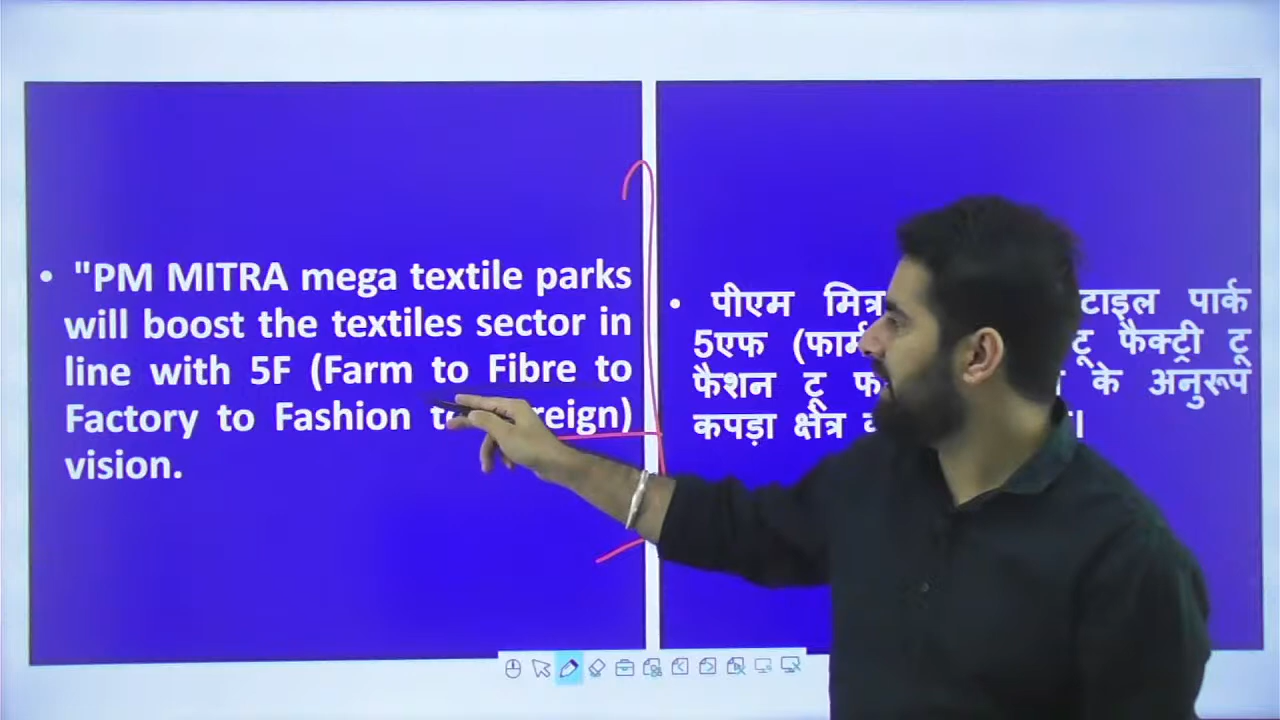 • "PM MITRA mega textile parks
will boost the textiles sector in
line with 5F (Farm to Fibre to
Factory to Fashion
vision.
• पीएम मित्र टाइल पार्क
5एफ टू फैक्ट्री टू
फैशन टू के अनुरूप
कपड़ा क्षेत्र